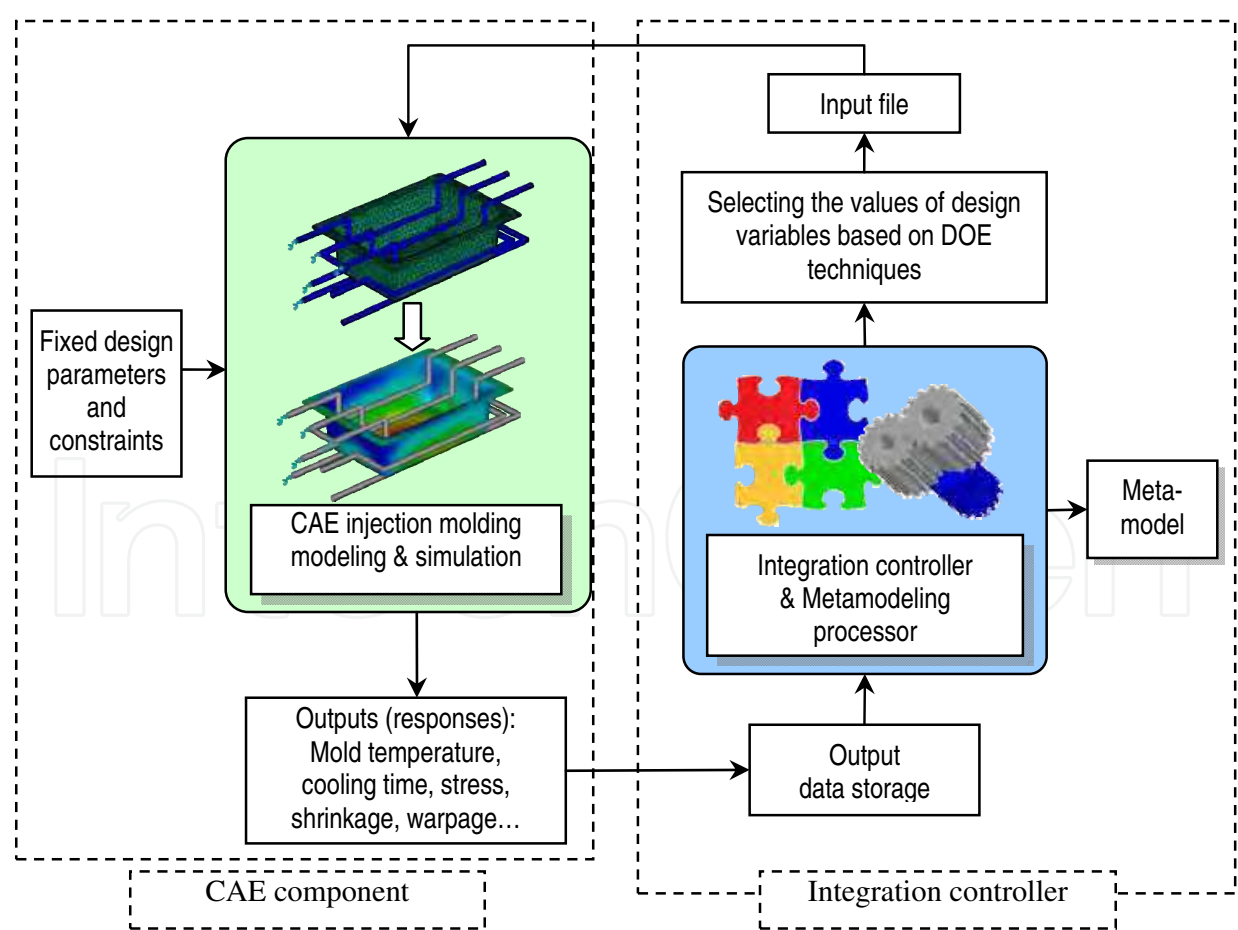 Input file
Selecting the values of design
variables based on DOE
techniques
Fixed design
parameters
and
constraints
CAE injection molding
modeling & simulation
Integration controller
& Metamodeling
processor
Meta-
model
Outputs (responses):
Mold temperature,
cooling time, stress,
shrinkage, warpage…
Output
data storage
CAE component
Integration controller
IntechOpen